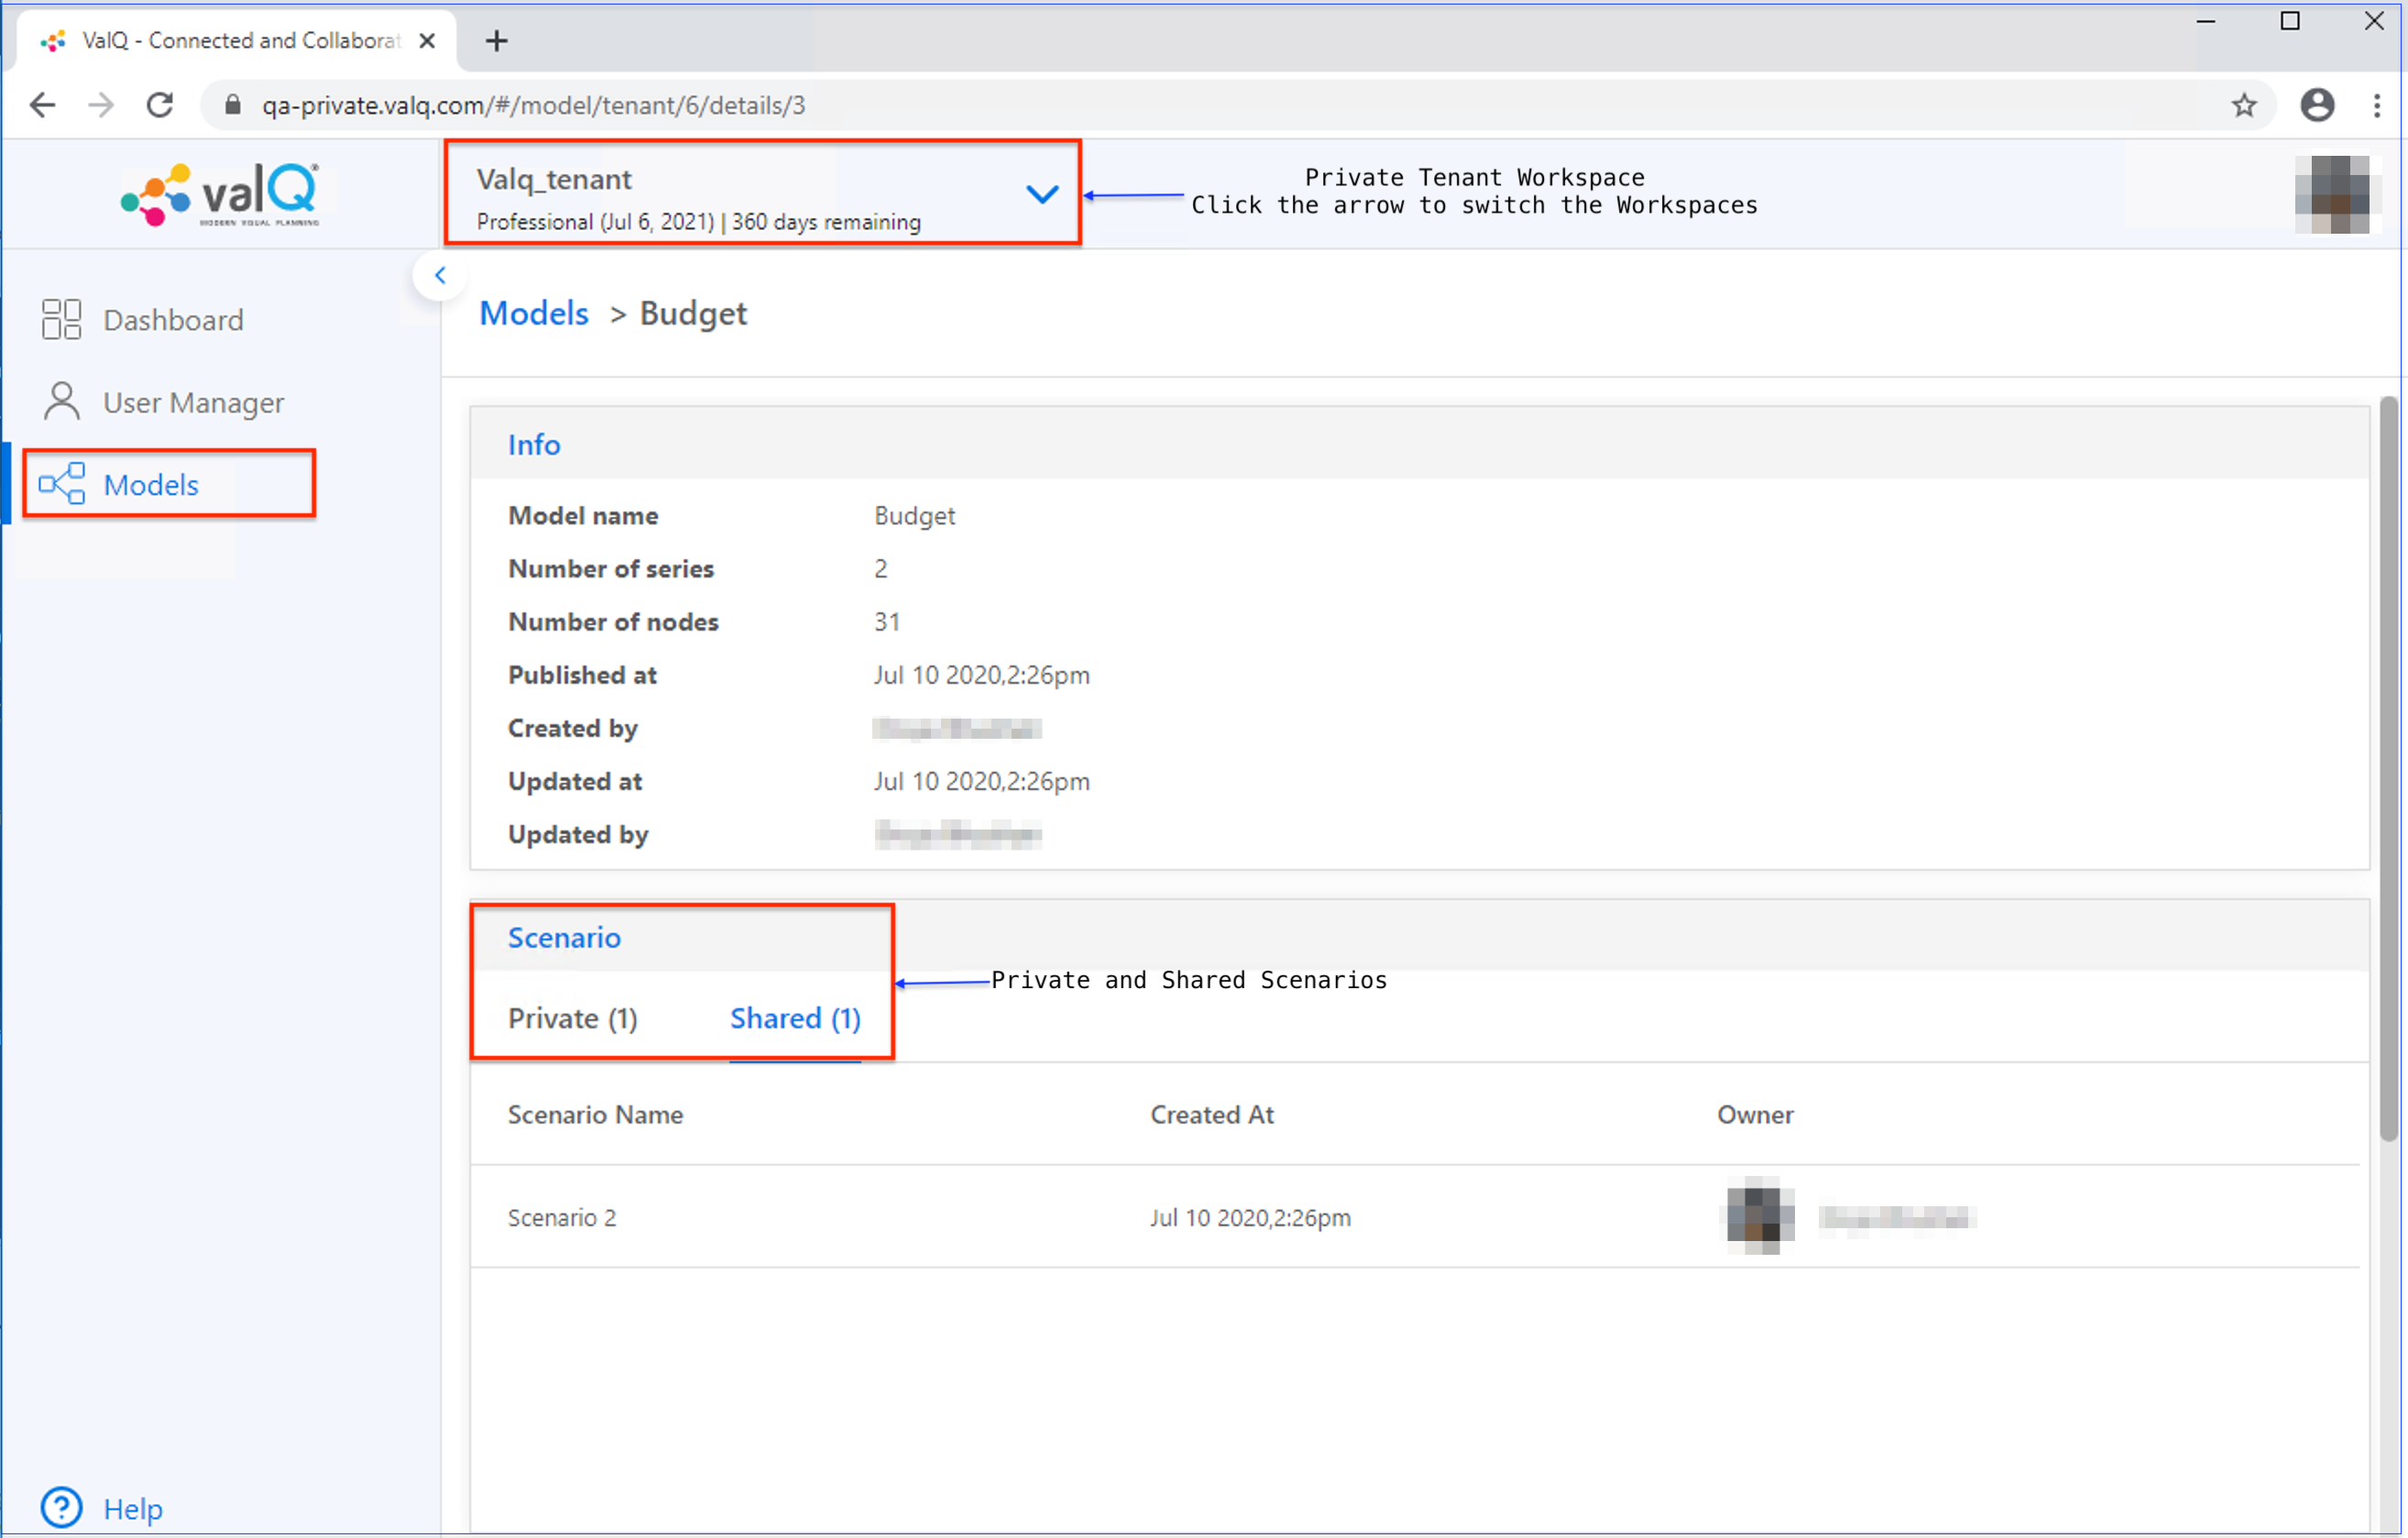 ValQ - Connected and Collaborat
qa-private.valq.com/#/model/tenant/6/details/3
valQ®
MODERN VISUAL PLANNING
Valq_tenant
Professional (Jul 6, 2021) | 360 days remaining
Private Tenant Workspace
Click the arrow to switch the Workspaces
Dashboard
User Manager
Models
Help
Models > Budget
Info
Model name Budget
Number of series 2
Number of nodes 31
Published at Jul 10 2020,2:26pm
Created by
Updated at Jul 10 2020,2:26pm
Updated by
Scenario
Private and Shared Scenarios
Private (1) Shared (1)
Scenario Name Created At Owner
Scenario 2 Jul 10 2020,2:26pm